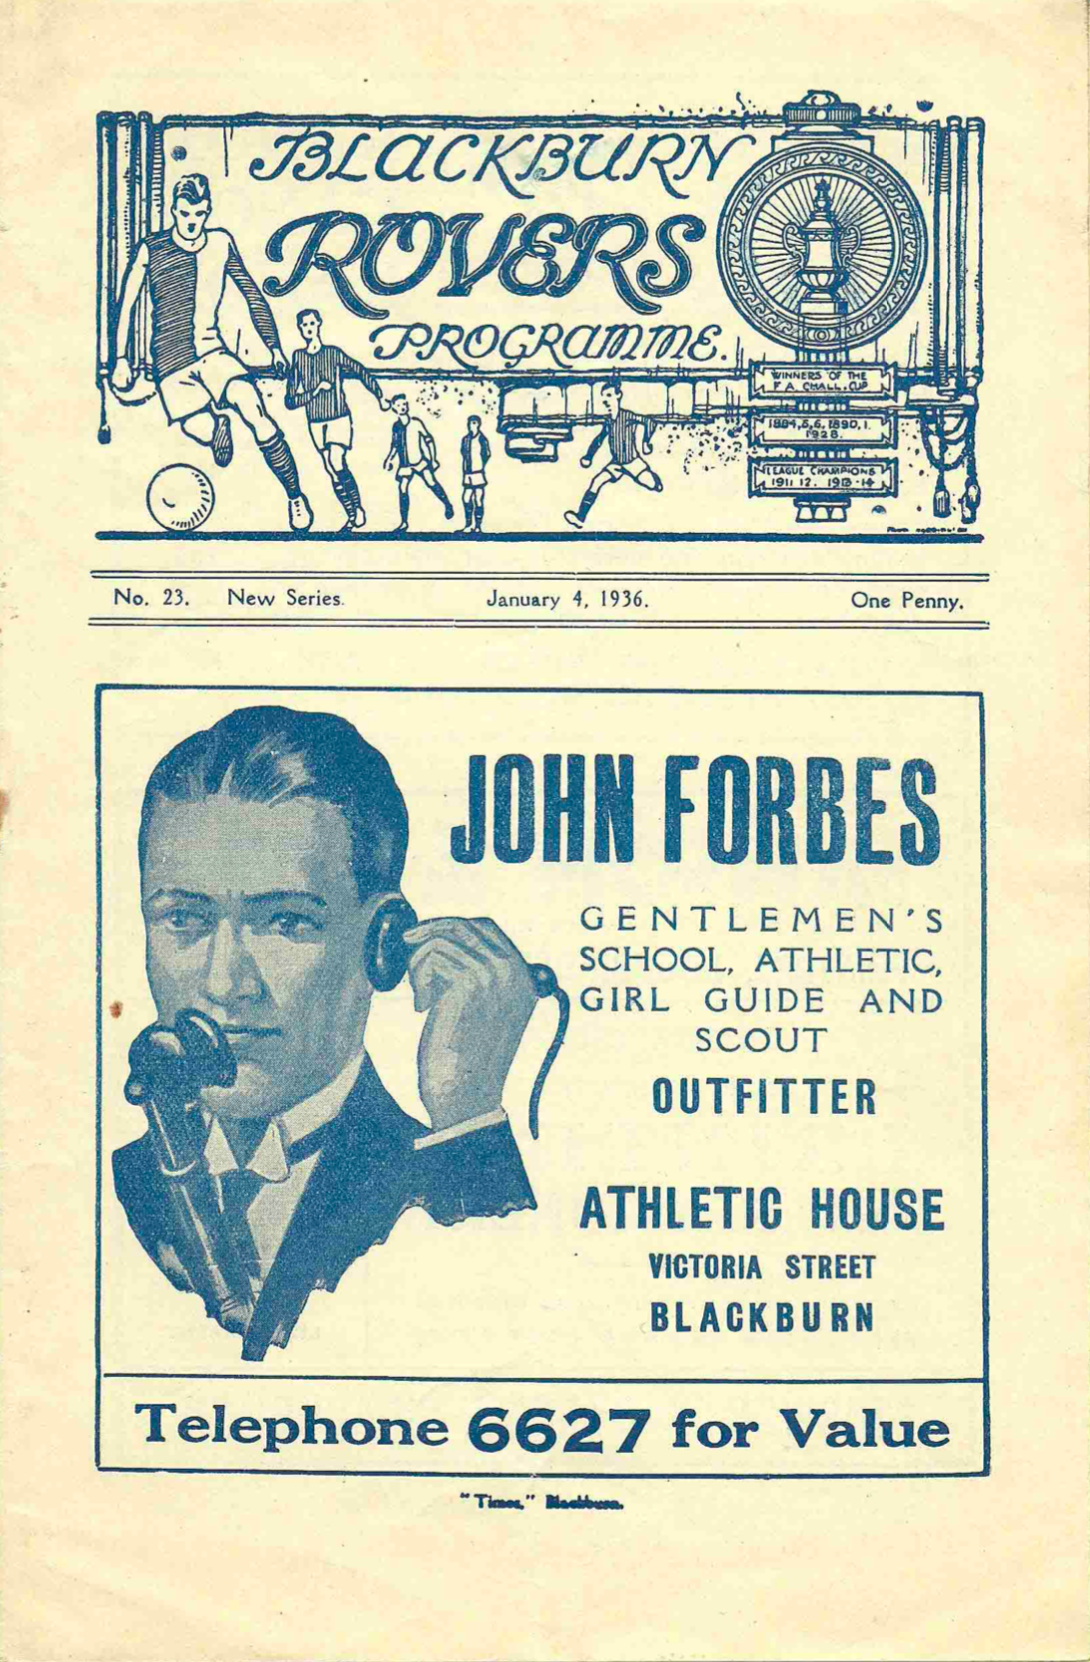 BLACKBURN
ROVERS
PROGRAMME.
WINNERS OF THE
F.A. CHALL. CUP
1884,5,6, 1890,1.
1928.
LEAGUE CHAMPIONS
1911 12. 1913-14
No. 23. New Series. January 4, 1936. One Penny.
JOHN FORBES
GENTLEMEN'S
SCHOOL, ATHLETIC,
GIRL GUIDE AND
SCOUT
OUTFITTER
ATHLETIC HOUSE
VICTORIA STREET
BLACKBURN
Telephone 6627 for Value
"Times," Blackburn.